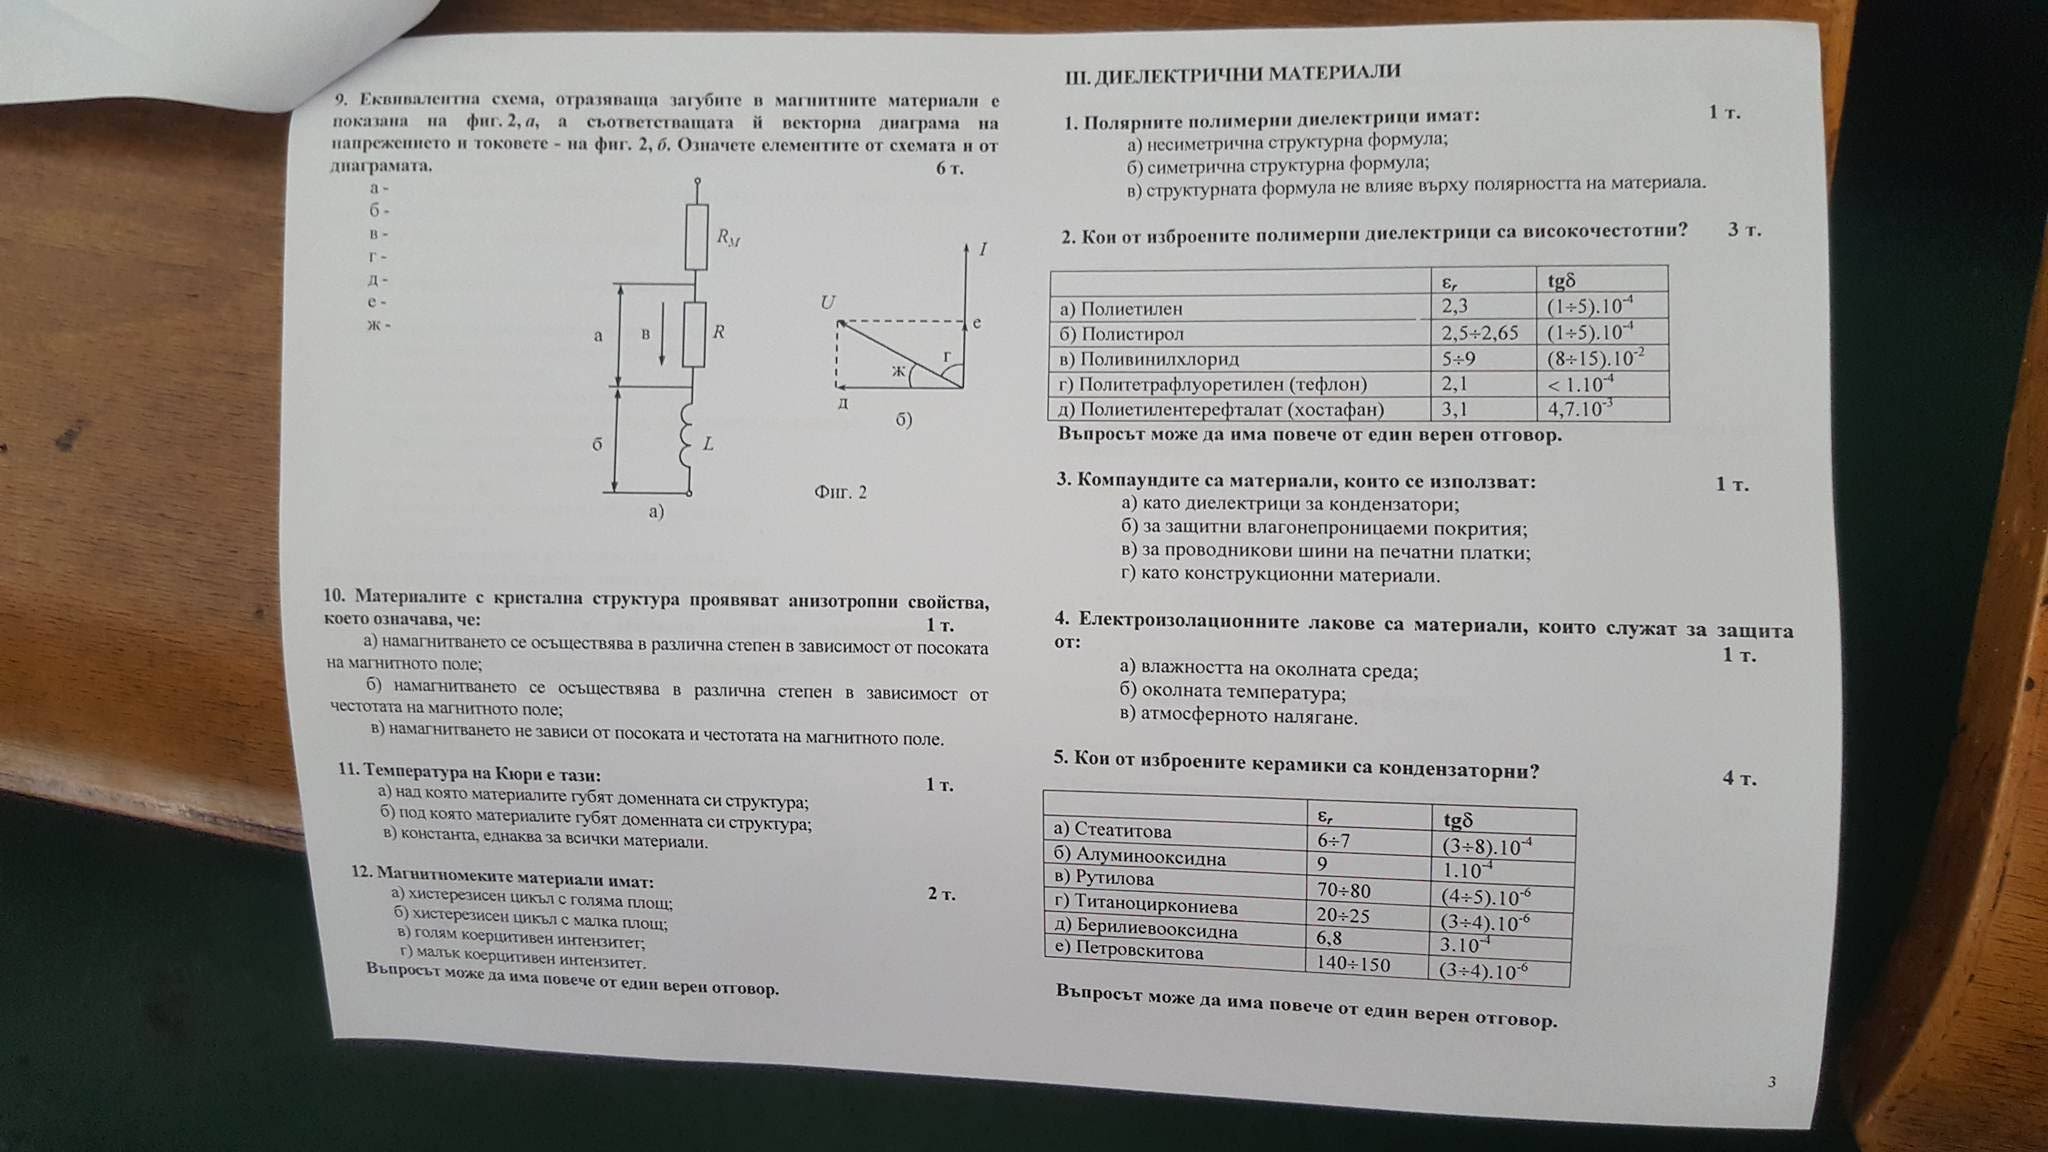 9. Еквивалентна схема, отразяваща загубите в магнитните материали е
показана на фиг. 2, а, а съответстващата й векторна диаграма на
напрежението и токовете - на фиг. 2, б. Означете елементите от схемата и от
диаграмата. 6 т.
а -
б -
в -
г -
д -
е -
ж -
R_M
а
в
R
б
L
а)
U
I
е
г
ж
д
б)
Фиг. 2
10. Материалите с кристална структура проявяват анизотропни свойства,
което означава, че: 1 т.
а) намагнитването се осъществява в различна степен в зависимост от посоката
на магнитното поле;
б) намагнитването се осъществява в различна степен в зависимост от
честотата на магнитното поле;
в) намагнитването не зависи от посоката и честотата на магнитното поле.
11. Температура на Кюри е тази: 1 т.
а) над която материалите губят доменната си структура;
б) под която материалите губят доменната си структура;
в) константа, еднаква за всички материали.
12. Магнитномеките материали имат: 2 т.
а) хистерезисен цикъл с голяма площ;
б) хистерезисен цикъл с малка площ;
в) голям коерцитивен интензитет;
г) малък коерцитивен интензитет.
Въпросът може да има повече от един верен отговор.
III. ДИЕЛЕКТРИЧНИ МАТЕРИАЛИ
1. Полярните полимерни диелектрици имат: 1 т.
а) несиметрична структурна формула;
б) симетрична структурна формула;
в) структурната формула не влияе върху полярността на материала.
2. Кои от изброените полимерни диелектрици са високочестотни? 3 т.
εr tgδ
а) Полиетилен 2,3 (1÷5).10⁻⁴
б) Полистирол 2,5÷2,65 (1÷5).10⁻⁴
в) Поливинилхлорид 5÷9 (8÷15).10⁻²
г) Политетрафлуоретилен (тефлон) 2,1 < 1.10⁻⁴
д) Полиетилентерефталат (хостафан) 3,1 4,7.10⁻³
Въпросът може да има повече от един верен отговор.
3. Компаундите са материали, които се използват: 1 т.
а) като диелектрици за кондензатори;
б) за защитни влагонепроницаеми покрития;
в) за проводникови шини на печатни платки;
г) като конструкционни материали.
4. Електроизолационните лакове са материали, които служат за защита
от: 1 т.
а) влажността на околната среда;
б) околната температура;
в) атмосферното налягане.
5. Кои от изброените керамики са кондензаторни? 4 т.
εr tgδ
а) Стеатитова 6÷7 (3÷8).10⁻⁴
б) Алуминооксидна 9 1.10⁻⁴
в) Рутилова 70÷80 (4÷5).10⁻⁶
г) Титаноциркониева 20÷25 (3÷4).10⁻⁶
д) Берилиевооксидна 6,8 3.10⁻⁴
е) Петровскитова 140÷150 (3÷4).10⁻⁶
Въпросът може да има повече от един верен отговор.
3